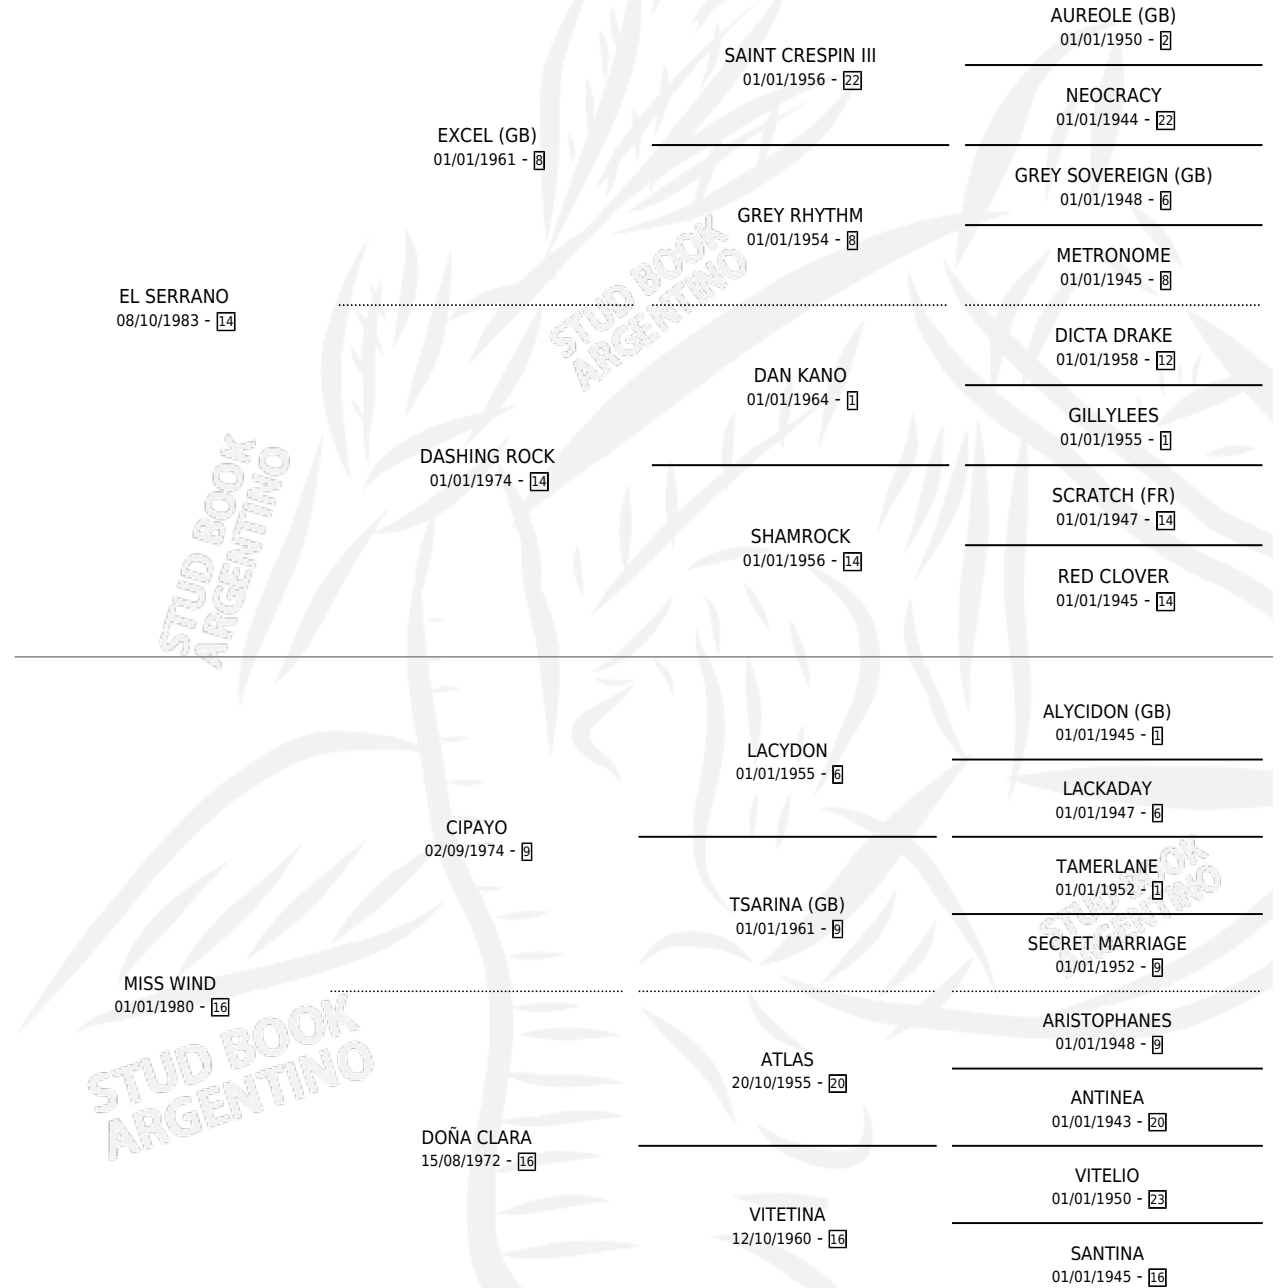 AUREOLE (GB)
01/01/1950 - 2
SAINT CRESPIN III
01/01/1956 - 22
NEOCRACY
01/01/1944 - 22
EXCEL (GB)
01/01/1961 - 8
GREY SOVEREIGN (GB)
01/01/1948 - 6
GREY RHYTHM
01/01/1954 - 8
METRONOME
01/01/1945 - 8
EL SERRANO
08/10/1983 - 14
DICTA DRAKE
01/01/1958 - 12
DAN KANO
01/01/1964 - 1
GILLYLEES
01/01/1955 - 1
DASHING ROCK
01/01/1974 - 14
SCRATCH (FR)
01/01/1947 - 14
SHAMROCK
01/01/1956 - 14
RED CLOVER
01/01/1945 - 14
ALYCIDON (GB)
01/01/1945 - 1
LACYDON
01/01/1955 - 6
LACKADAY
01/01/1947 - 6
CIPAYO
02/09/1974 - 9
TAMERLANE
01/01/1952 - 1
TSARINA (GB)
01/01/1961 - 9
SECRET MARRIAGE
01/01/1952 - 9
MISS WIND
01/01/1980 - 16
ARISTOPHANES
01/01/1948 - 9
ATLAS
20/10/1955 - 20
ANTINEA
01/01/1943 - 20
DOÑA CLARA
15/08/1972 - 16
VITELIO
01/01/1950 - 23
VITETINA
12/10/1960 - 16
SANTINA
01/01/1945 - 16
STUD BOOK
ARGENTINO
STUD BOOK
ARGENTINO
STUD BOOK
ARGENTINO
STUD BOOK
ARGENTINO